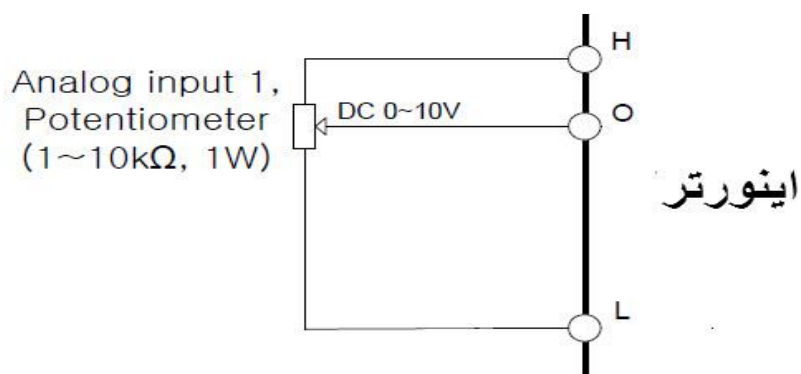 Analog input 1,
Potentiometer
(1~10kΩ, 1W)
DC 0~10V
H
O
L
اینورتر